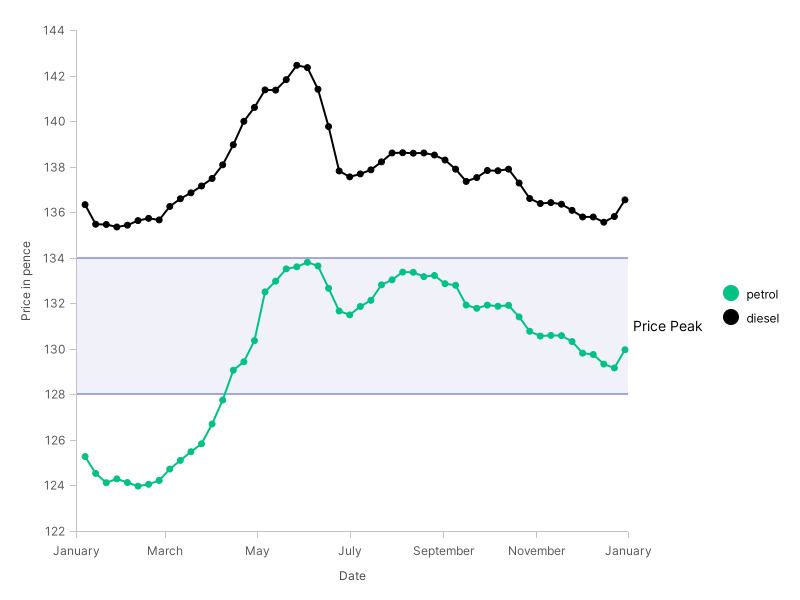 144
142
140
138
136
134
132
130
128
126
124
122
Price in pence
January March May July September November January
Date
Price Peak
petrol
diesel